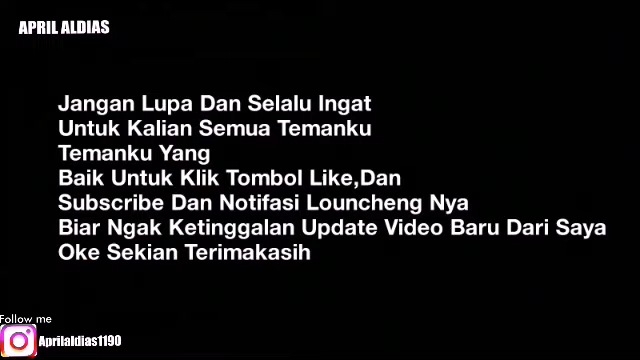 APRIL ALDIAS
Jangan Lupa Dan Selalu Ingat
Untuk Kalian Semua Temanku
Temanku Yang
Baik Untuk Klik Tombol Like,Dan
Subscribe Dan Notifasi Louncheng Nya
Biar Ngak Ketinggalan Update Video Baru Dari Saya
Oke Sekian Terimakasih
Follow me
Aprilaldias1190